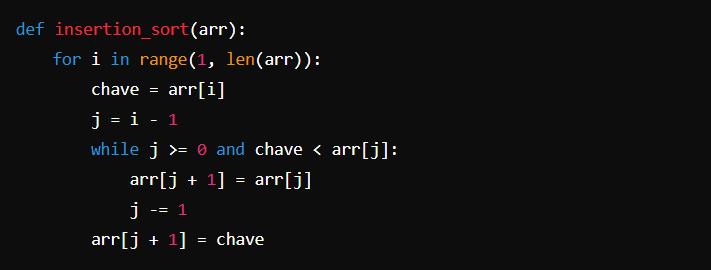 def insertion_sort(arr):
    for i in range(1, len(arr)):
        chave = arr[i]
        j = i - 1
        while j >= 0 and chave < arr[j]:
            arr[j + 1] = arr[j]
            j -= 1
        arr[j + 1] = chave